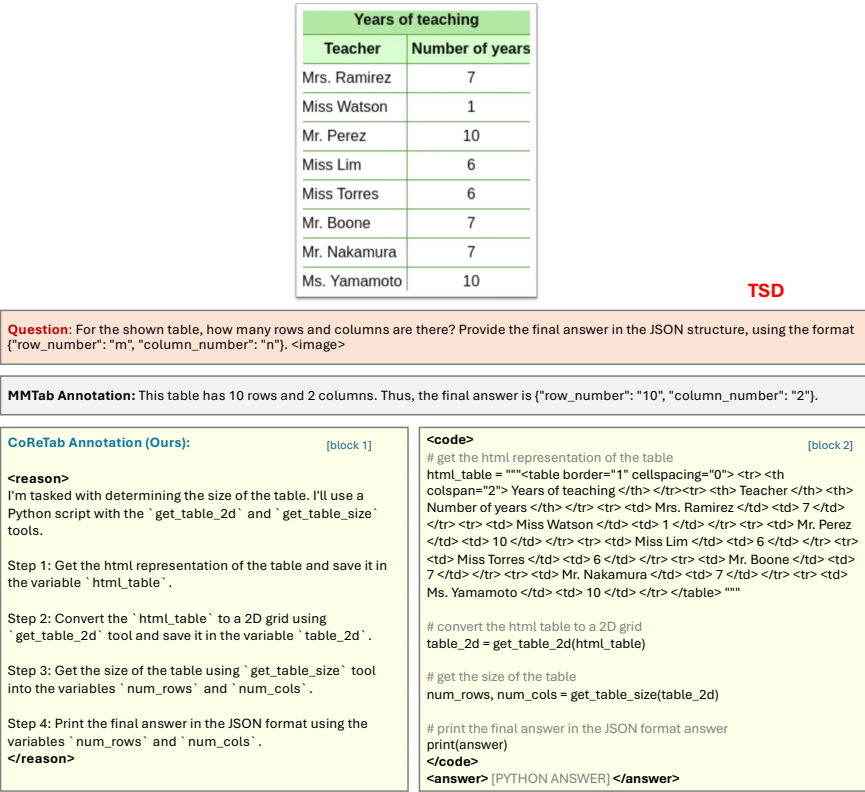 Years of teaching
Teacher Number of years
Mrs. Ramirez 7
Miss Watson 1
Mr. Perez 10
Miss Lim 6
Miss Torres 6
Mr. Boone 7
Mr. Nakamura 7
Ms. Yamamoto 10
TSD
Question: For the shown table, how many rows and columns are there? Provide the final answer in the JSON structure, using the format
{"row_number": "m", "column_number": "n"}. <image>
MMTab Annotation: This table has 10 rows and 2 columns. Thus, the final answer is {"row_number": "10", "column_number": "2"}.
CoReTab Annotation (Ours): [block 1]
<reason>
I'm tasked with determining the size of the table. I'll use a
Python script with the `get_table_2d` and `get_table_size`
tools.
Step 1: Get the html representation of the table and save it in
the variable `html_table`.
Step 2: Convert the `html_table` to a 2D grid using
`get_table_2d` tool and save it in the variable `table_2d`.
Step 3: Get the size of the table using `get_table_size` tool
into the variables `num_rows` and `num_cols`.
Step 4: Print the final answer in the JSON format using the
variables `num_rows` and `num_cols`.
</reason>
<code>
[block 2]
# get the html representation of the table
html_table = """<table border="1" cellspacing="0"> <tr> <th
colspan="2"> Years of teaching </th> </tr><tr> <th> Teacher </th> <th>
Number of years </th> </tr> <tr> <td> Mrs. Ramirez </td> <td> 7 </td>
</tr> <tr> <td> Miss Watson </td> <td> 1 </td> </tr> <tr> <td> Mr. Perez
</td> <td> 10 </td> </tr> <tr> <td> Miss Lim </td> <td> 6 </td> </tr> <tr>
<td> Miss Torres </td> <td> 6 </td> </tr> <tr> <td> Mr. Boone </td> <td>
7 </td> </tr> <tr> <td> Mr. Nakamura </td> <td> 7 </td> </tr> <tr> <td>
Ms. Yamamoto </td> <td> 10 </td> </tr> </table> """
# convert the html table to a 2D grid
table_2d = get_table_2d(html_table)
# get the size of the table
num_rows, num_cols = get_table_size(table_2d)
# print the final answer in the JSON format answer
print(answer)
</code>
<answer> [PYTHON ANSWER] </answer>